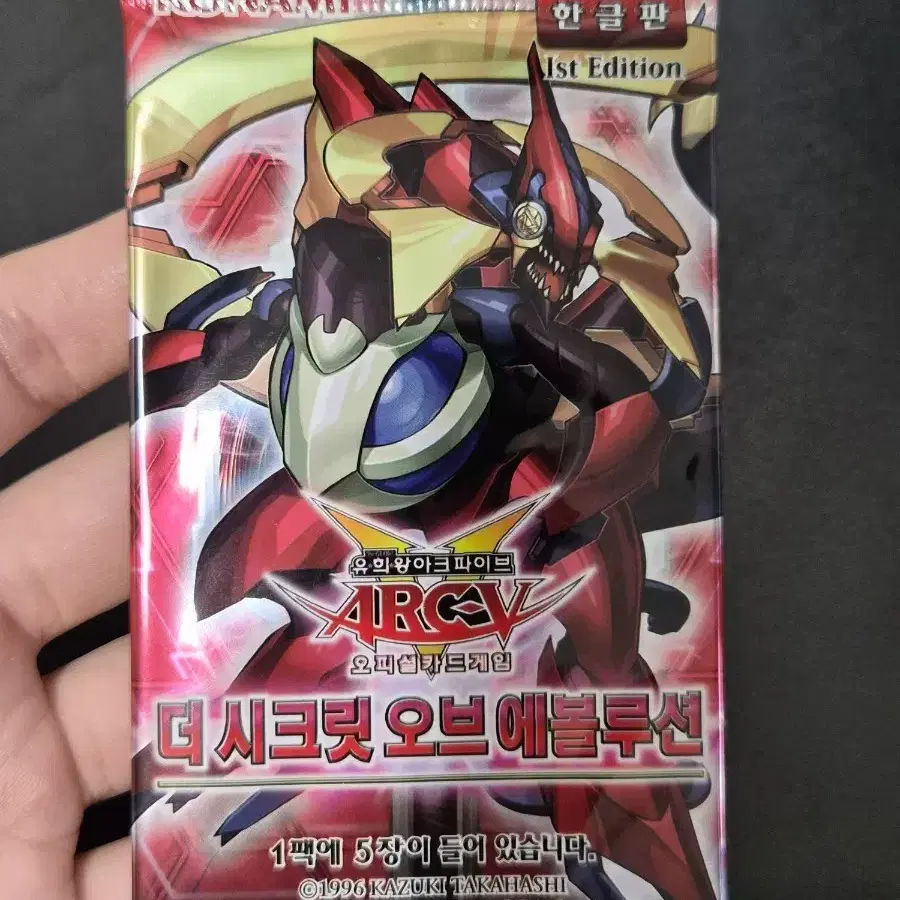 KONAMI
한글판
1st Edition
유희왕아크파이브
ARC-V
오피셜카드게임
더 시크릿 오브 에볼루션
1팩에 5장이 들어 있습니다.
©1996 KAZUKI TAKAHASHI